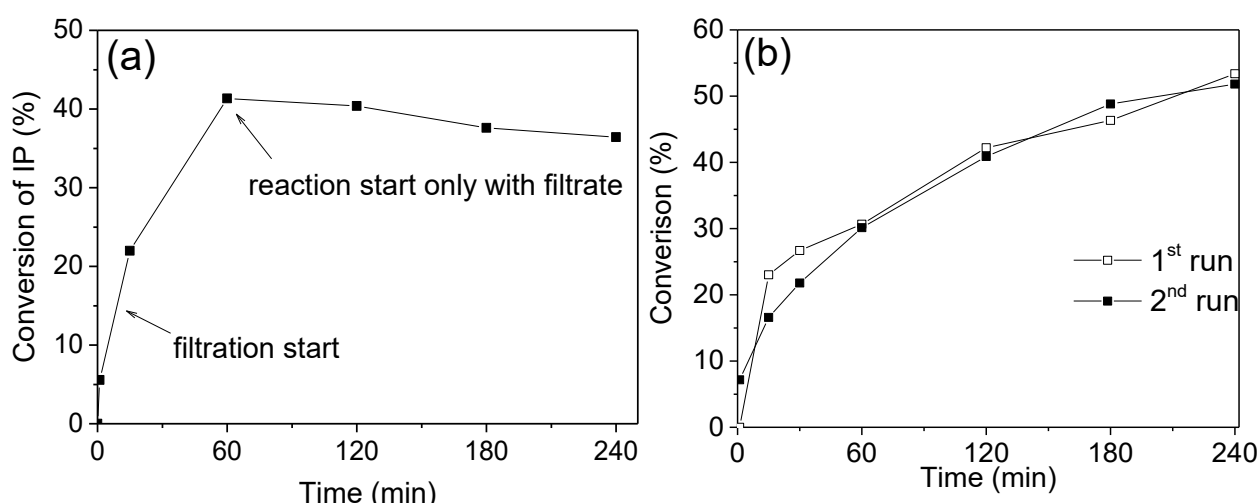 (a)
Conversion of IP (%)
50
40
30
20
10
0
reaction start only with filtrate
filtration start
0 60 120 180 240
Time (min)
(b)
Converison (%)
60
50
40
30
20
10
0
1st run
2nd run
0 60 120 180 240
Time (min)